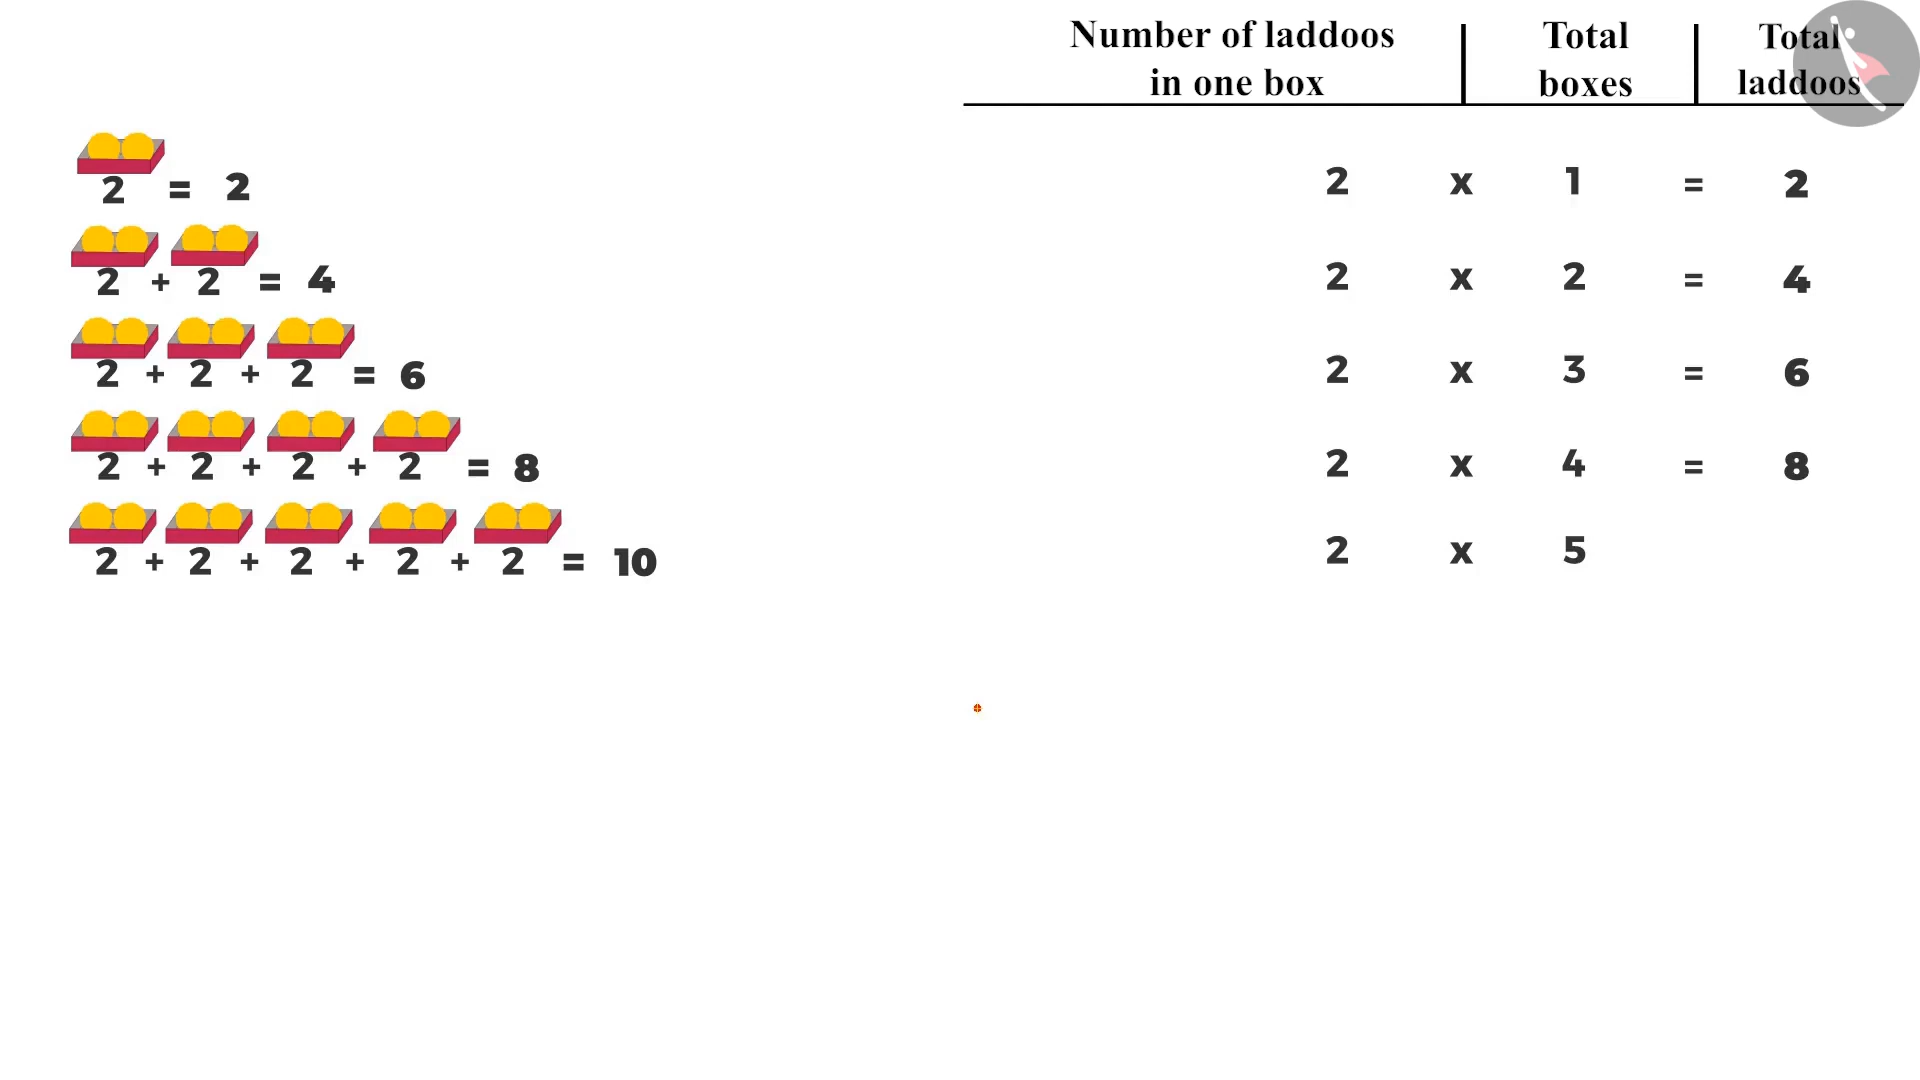 Number of laddoos in one box Total boxes Total laddoos
2 = 2
2 + 2 = 4
2 + 2 + 2 = 6
2 + 2 + 2 + 2 = 8
2 + 2 + 2 + 2 + 2 = 10
2 x 1 = 2
2 x 2 = 4
2 x 3 = 6
2 x 4 = 8
2 x 5